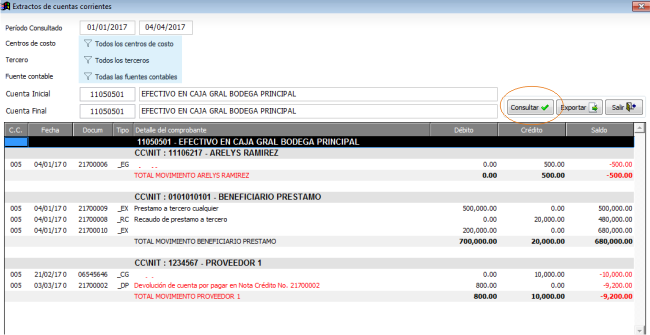 Extractos de cuentas corrientes
Período Consultado 01/01/2017 04/04/2017
Centros de costo Todos los centros de costo
Tercero Todos los terceros
Fuente contable Todas las fuentes contables
Cuenta Inicial 11050501 EFECTIVO EN CAJA GRAL BODEGA PRINCIPAL
Cuenta Final 11050501 EFECTIVO EN CAJA GRAL BODEGA PRINCIPAL Consultar Exportar Salir
C.C. Fecha Docum Tipo Detalle del comprobante Débito Crédito Saldo
11050501 - EFECTIVO EN CAJA GRAL BODEGA PRINCIPAL
CC\NIT : 11106217 - ARELYS RAMIREZ
005 04/01/17 0 21700006 _EG . . . 0.00 500.00 -500.00
TOTAL MOVIMIENTO ARELYS RAMIREZ 0.00 500.00 -500.00
CC\NIT : 0101010101 - BENEFICIARIO PRESTAMO
005 04/01/17 0 21700009 _EX Prestamo a tercero cualquier 500,000.00 0.00 500,000.00
005 04/01/17 0 21700008 _RC Recaudo de prestamo a tercero 0.00 20,000.00 480,000.00
005 04/01/17 0 21700010 _EX 200,000.00 0.00 680,000.00
TOTAL MOVIMIENTO BENEFICIARIO PRESTAMO 700,000.00 20,000.00 680,000.00
CC\NIT : 1234567 - PROVEEDOR 1
005 21/02/17 0 06545646 _CG . . 0.00 10,000.00 -10,000.00
005 03/03/17 0 21700002 _DP Devolución de cuenta por pagar en Nota Crédito No. 21700002 800.00 0.00 -9,200.00
TOTAL MOVIMIENTO PROVEEDOR 1 800.00 10,000.00 -9,200.00